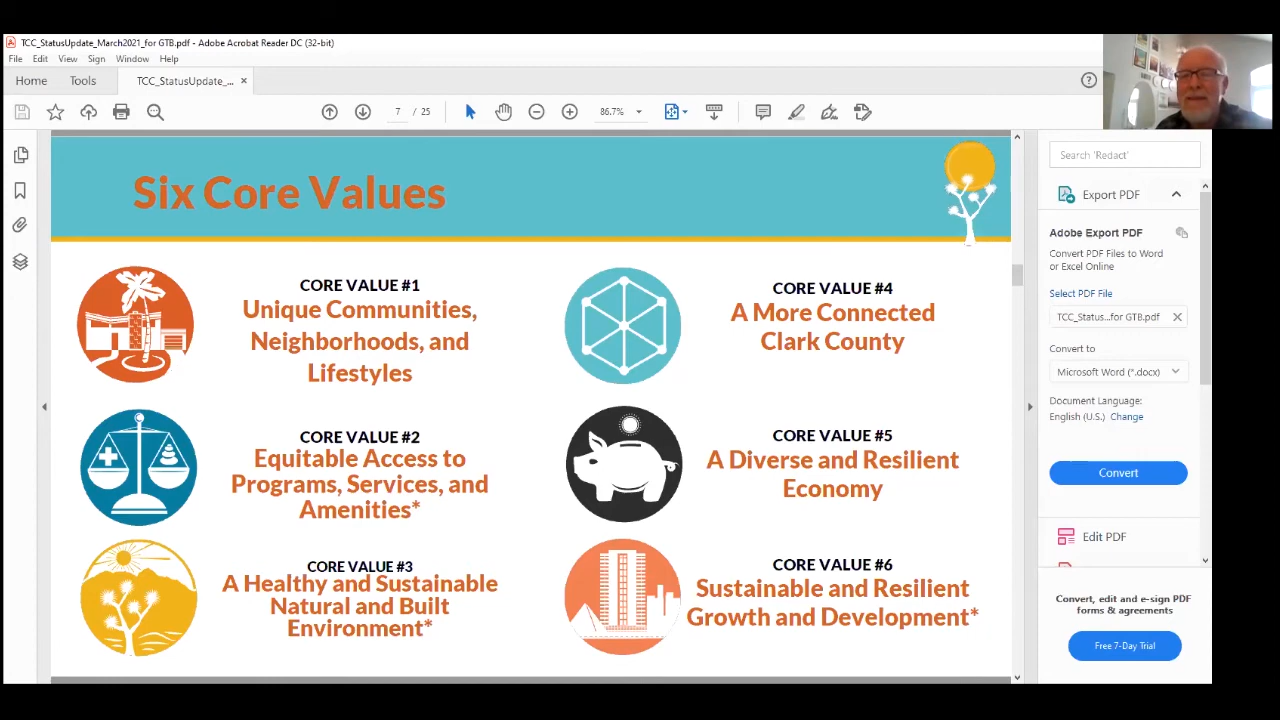 TCC_StatusUpdate_March2021_for GTB.pdf - Adobe Acrobat Reader DC (32-bit)
File Edit View Sign Window Help
Home Tools TCC_StatusUpdate_... ×
7 / 25 86.7%
Six Core Values
CORE VALUE #1
Unique Communities,
Neighborhoods, and
Lifestyles
CORE VALUE #2
Equitable Access to
Programs, Services, and
Amenities*
CORE VALUE #3
A Healthy and Sustainable
Natural and Built
Environment*
CORE VALUE #4
A More Connected
Clark County
CORE VALUE #5
A Diverse and Resilient
Economy
CORE VALUE #6
Sustainable and Resilient
Growth and Development*
Search 'Redact'
Export PDF
Adobe Export PDF
Convert PDF Files to Word
or Excel Online
Select PDF File
TCC_Status...for GTB.pdf
Convert to
Microsoft Word (*.docx)
Document Language:
English (U.S.) Change
Convert
Edit PDF
Convert, edit and e-sign PDF
forms & agreements
Free 7-Day Trial